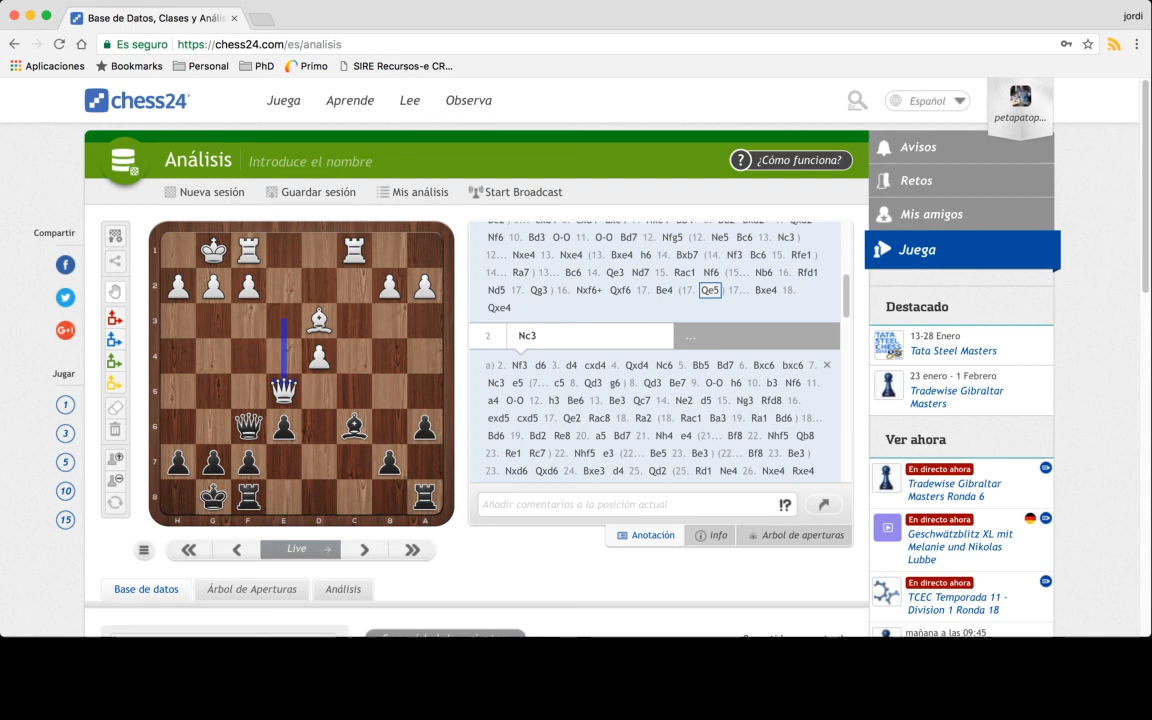 Base de Datos, Clases y Anális
jordi
Es seguro
https://chess24.com/es/analisis
Aplicaciones
Bookmarks
Personal
PhD
Primo
SIRE Recursos-e CR...
chess24
Juega
Aprende
Lee
Observa
Español
petapatop...
Análisis
Introduce el nombre
? ¿Cómo funciona?
Nueva sesión
Guardar sesión
Mis análisis
Start Broadcast
Avisos
Retos
Mis amigos
Juega
Compartir
Jugar
1
3
5
10
15
1
2
3
4
5
6
7
8
H G F E D C B A
Nf6 10. Bd3 O-O 11. O-O Bd7 12. Nfg5 (12. Ne5 Bc6 13. Nc3 )
12... Nxe4 13. Nxe4 (13. Bxe4 h6 14. Bxb7 (14. Nf3 Bc6 15. Rfe1 )
14... Ra7 ) 13... Bc6 14. Qe3 Nd7 15. Rac1 Nf6 (15... Nb6 16. Rfd1
Nd5 17. Qg3 ) 16. Nxf6+ Qxf6 17. Be4 (17. Qe5 ) 17... Bxe4 18.
Qxe4
2 Nc3 ...
a) 2. Nf3 d6 3. d4 cxd4 4. Qxd4 Nc6 5. Bb5 Bd7 6. Bxc6 bxc6 7.
Nc3 e5 (7... c5 8. Qd3 g6 ) 8. Qd3 Be7 9. O-O h6 10. b3 Nf6 11.
a4 O-O 12. h3 Be6 13. Be3 Qc7 14. Ne2 d5 15. Ng3 Rfd8 16.
exd5 cxd5 17. Qe2 Rac8 18. Ra2 (18. Rac1 Ba3 19. Ra1 Bd6 ) 18...
Bd6 19. Bd2 Re8 20. a5 Bd7 21. Nh4 e4 (21... Bf8 22. Nhf5 Qb8
23. Re1 Rc7 ) 22. Nhf5 e3 (22... Be5 23. Be3 ) (22... Bf8 23. Be3 )
23. Nxd6 Qxd6 24. Bxe3 d4 25. Qd2 (25. Rd1 Ne4 26. Nxe4 Rxe4
Añadir comentarios a la posición actual
!?
Anotación
Info
Arbol de aperturas
Live
Base de datos
Árbol de Aperturas
Análisis
Destacado
13-28 Enero
Tata Steel Masters
23 enero - 1 Febrero
Tradewise Gibraltar
Masters
Ver ahora
En directo ahora
Tradewise Gibraltar
Masters Ronda 6
En directo ahora
Geschwätzblitz XL mit
Melanie und Nikolas
Lubbe
En directo ahora
TCEC Temporada 11 -
Division 1 Ronda 18
mañana a las 09:45